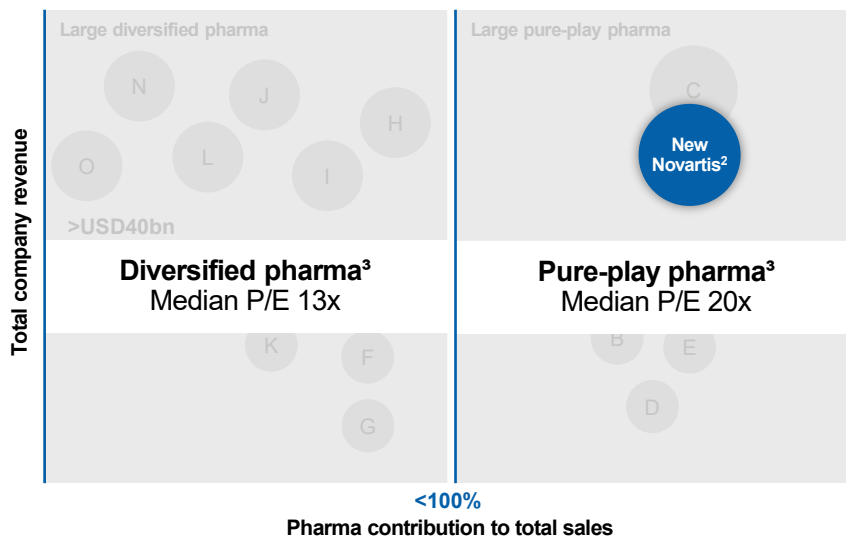 Large diversified pharma
Large pure-play pharma
N
J
H
O
L
I
C
New
Novartis²
>USD40bn
Total company revenue
Diversified pharma³
Median P/E 13x
Pure-play pharma³
Median P/E 20x
K
F
G
B
E
D
<100%
Pharma contribution to total sales